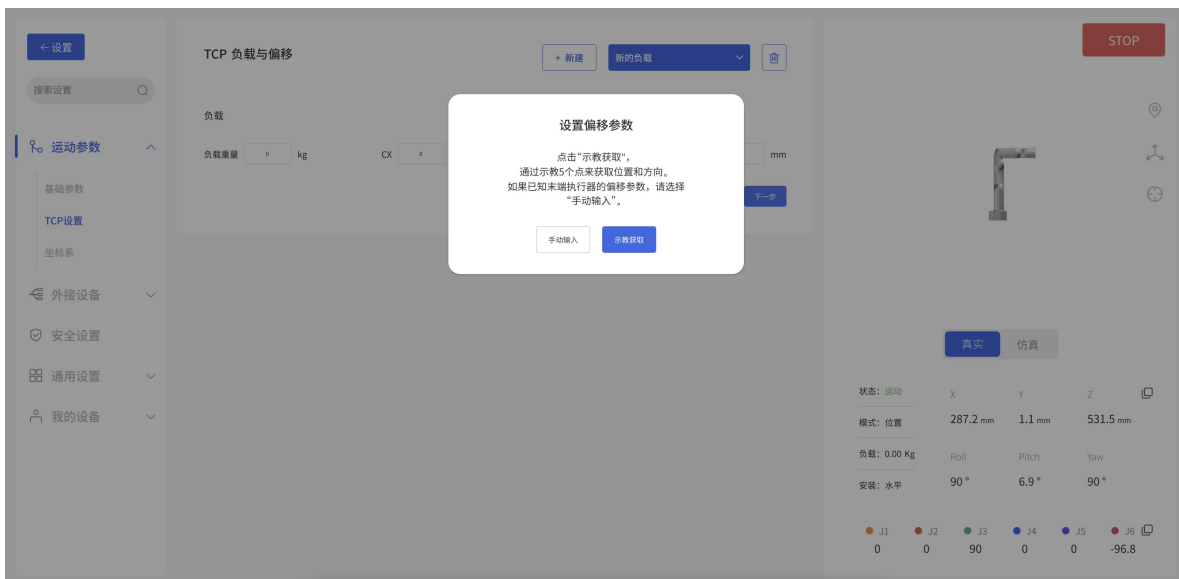 ← 设置
搜索设置
运动参数
基础参数
TCP设置
坐标系
外接设备
安全设置
通用设置
我的设备
TCP 负载与偏移
+ 新建
新的负载
负载
负载重量 0 kg CX 0
mm
下一步
设置偏移参数
点击“示教获取”，
通过示教5个点来获取位置和方向。
如果已知末端执行器的偏移参数，请选择
“手动输入”。
手动输入 示教获取
STOP
真实 仿真
状态：运动
模式：位置
负载：0.00 Kg
安装：水平
X Y Z
287.2 mm 1.1 mm 531.5 mm
Roll Pitch Yaw
90 ° 6.9 ° 90 °
J1 J2 J3 J4 J5 J6
0 0 90 0 0 -96.8